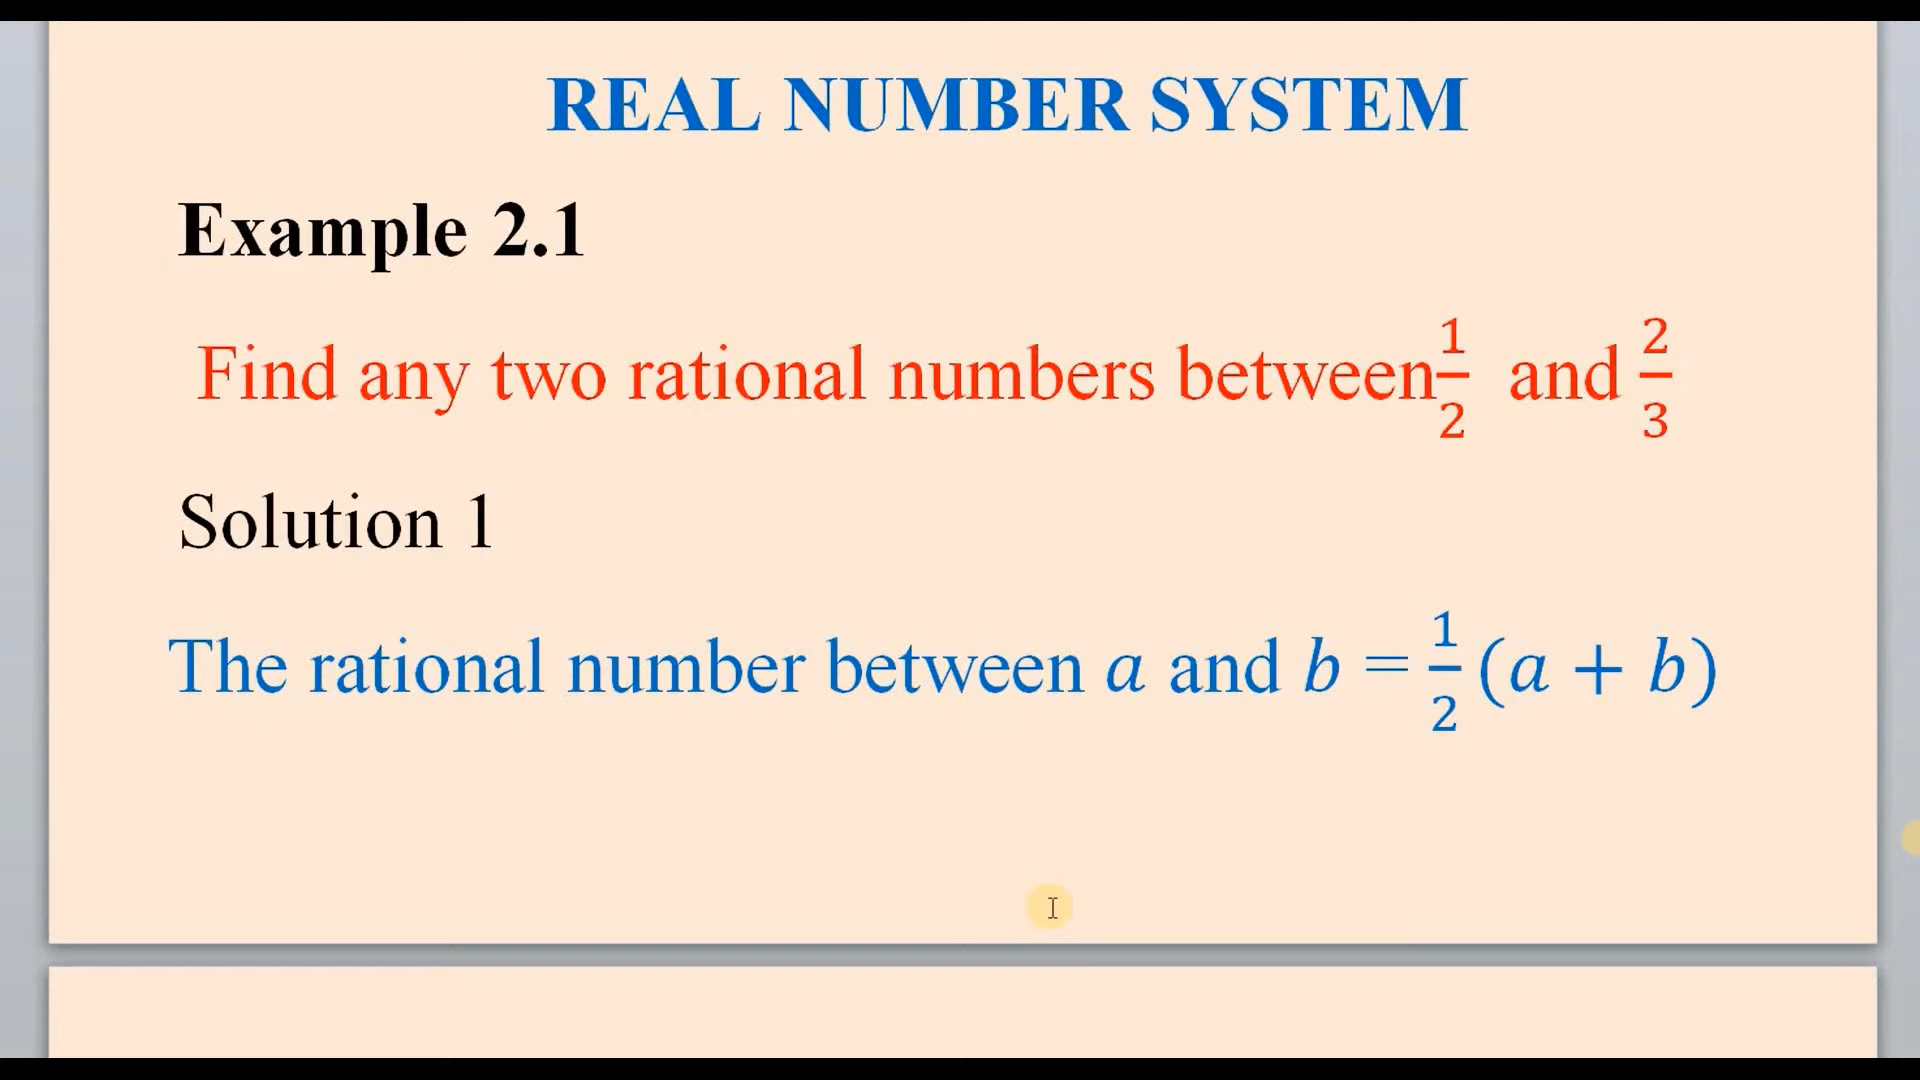 REAL NUMBER SYSTEM
Example 2.1
Find any two rational numbers between 1/2 and 2/3
Solution 1
The rational number between a and b = 1/2 (a + b)